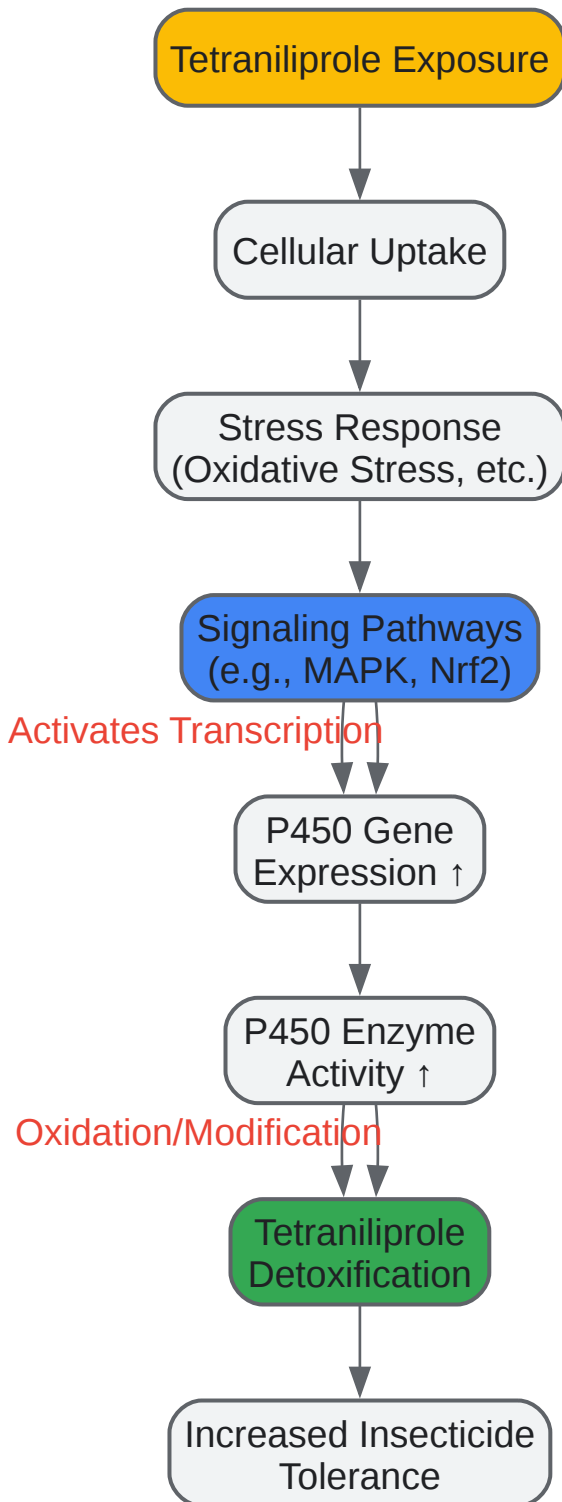 Tetraniliprole Exposure
Cellular Uptake
Stress Response
(Oxidative Stress, etc.)
Signaling Pathways
(e.g., MAPK, Nrf2)
Activates Transcription
P450 Gene
Expression ↑
P450 Enzyme
Activity ↑
Oxidation/Modification
Tetraniliprole
Detoxification
Increased Insecticide
Tolerance